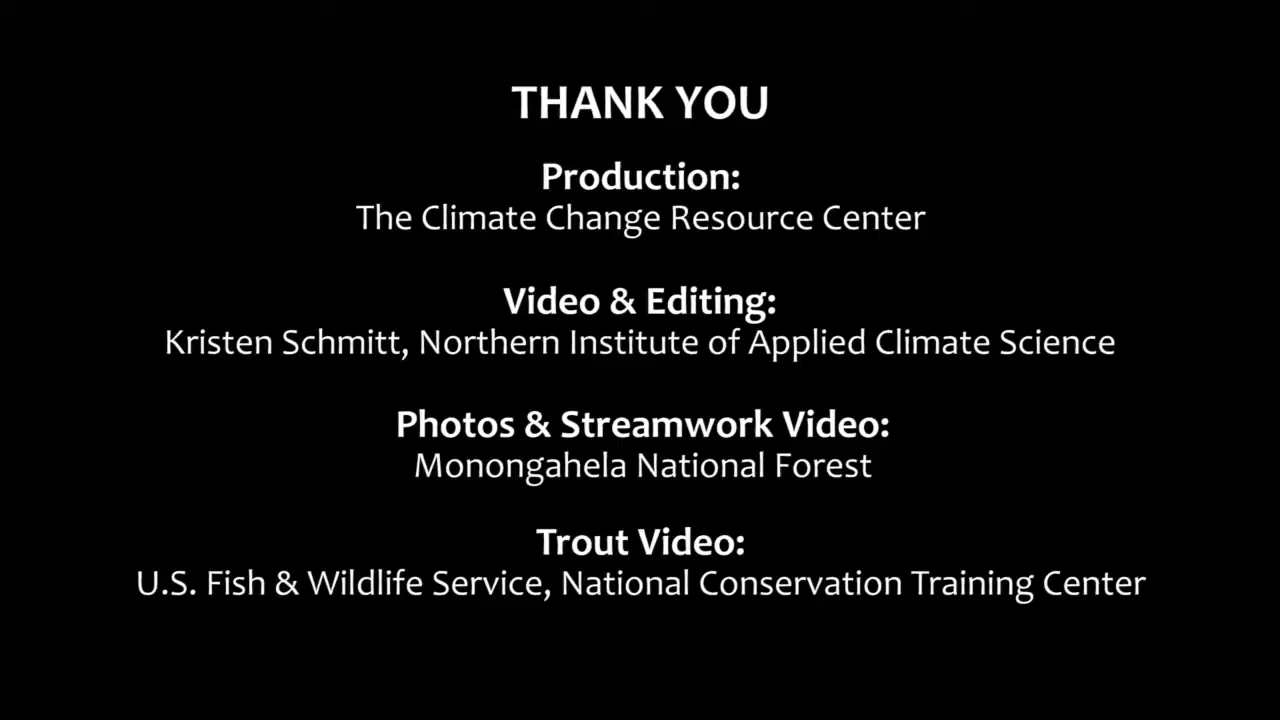 THANK YOU
Production:
The Climate Change Resource Center
Video & Editing:
Kristen Schmitt, Northern Institute of Applied Climate Science
Photos & Streamwork Video:
Monongahela National Forest
Trout Video:
U.S. Fish & Wildlife Service, National Conservation Training Center